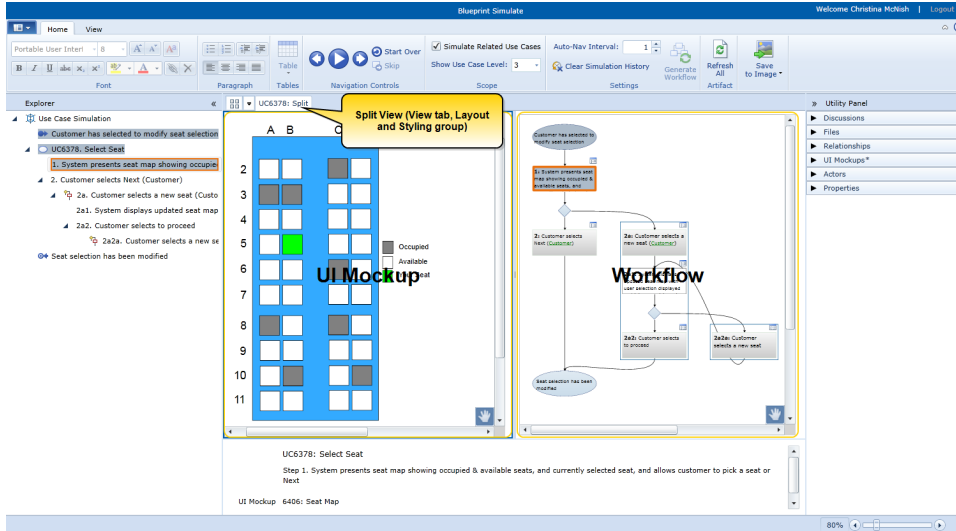 Blueprint Simulate
Welcome Christina McNish | Logout
Home View
Portable User Interf 8 A A Aa
B I U abc x, x² ab A
Font
Paragraph
Table
Tables
Start Over
Skip
Navigation Controls
Simulate Related Use Cases
Show Use Case Level: 3
Scope
Auto-Nav Interval: 1
Clear Simulation History
Generate
Workflow
Settings
Refresh
All
Artifact
Save
to Image
Explorer «
Use Case Simulation
Customer has selected to modify seat selection
UC6378. Select Seat
1. System presents seat map showing occupied
2. Customer selects Next (Customer)
2a. Customer selects a new seat (Custo
2a1. System displays updated seat map
2a2. Customer selects to proceed
2a2a. Customer selects a new se
Seat selection has been modified
UC6378: Split
Split View (View tab, Layout
and Styling group)
A B C
2
3
4
5
6
7
8
9
10
11
Occupied
Available
Your Seat
UI Mockup
Customer has selected to
modify seat selection
1: System presents seat
map showing occupied &
available seats, and
2: Customer selects
Next (Customer)
2a: Customer selects a
new seat (Customer)
user selection displayed
Workflow
2a2: Customer selects
to proceed
2a2a: Customer
selects a new seat
Seat selection has been
modified
» Utility Panel
Discussions
Files
Relationships
UI Mockups*
Actors
Properties
UC6378: Select Seat
Step 1. System presents seat map showing occupied & available seats, and currently selected seat, and allows customer to pick a seat or
Next
UI Mockup 6406: Seat Map
80%